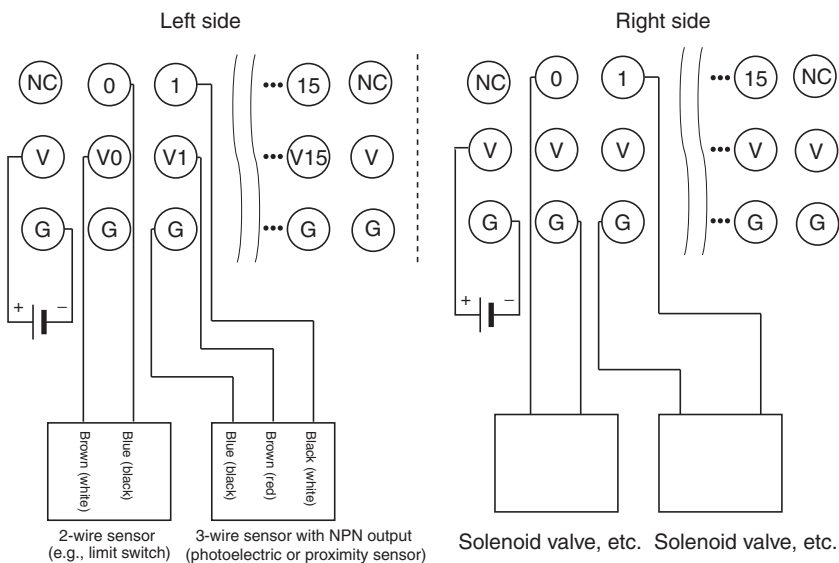 Left side
Right side
NC 0 1 ••• 15 NC
V V0 V1 ••• V15 V
G G G ••• G G
+ −
Brown (white)
Blue (black)
Blue (black)
Brown (red)
Black (white)
2-wire sensor
(e.g., limit switch)
3-wire sensor with NPN output
(photoelectric or proximity sensor)
NC 0 1 ••• 15 NC
V V V ••• V V
G G G ••• G G
+ −
Solenoid valve, etc.
Solenoid valve, etc.